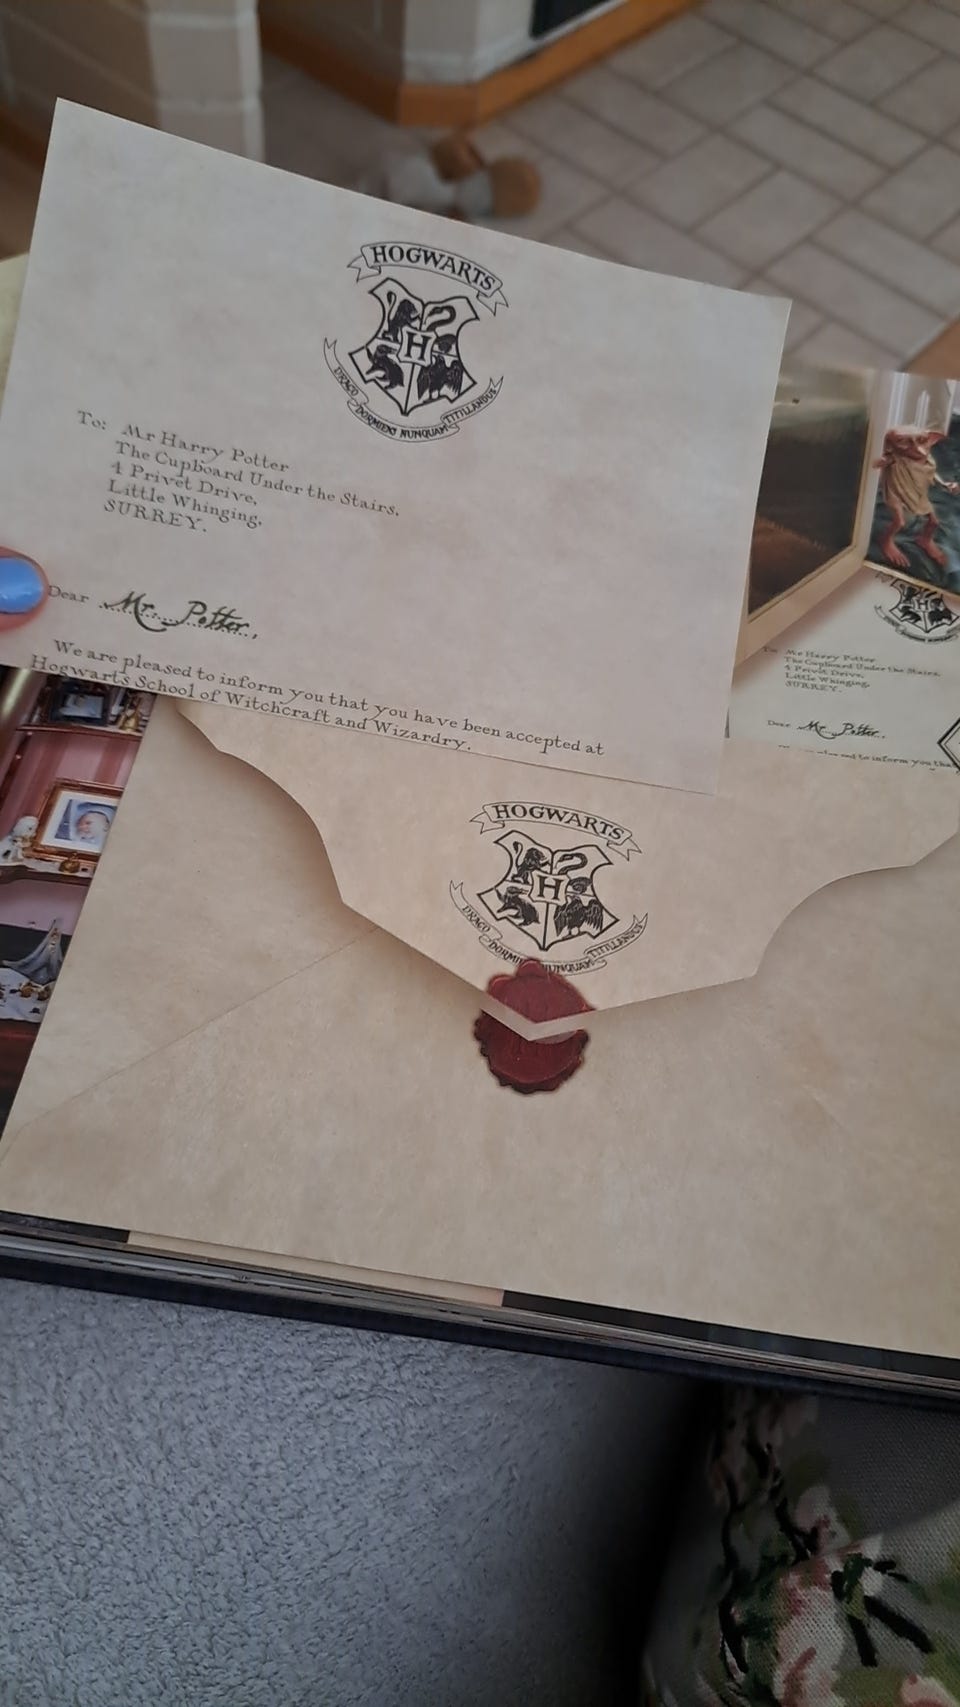 HOGWARTS
H
DRACO DORMIENS NUNQUAM TITILLANDUS
To: Mr Harry Potter
The Cupboard Under the Stairs,
4 Privet Drive,
Little Whinging,
SURREY.
Dear Mr. Potter,
We are pleased to inform you that you have been accepted at
Hogwarts School of Witchcraft and Wizardry.
H
To: Mr Harry Potter
The Cupboard Under the Stairs,
4 Privet Drive,
Little Whinging,
SURREY.
Dear Mr. Potter,
HOGWARTS
H
DRACO DORMIENS NUNQUAM TITILLANDUS